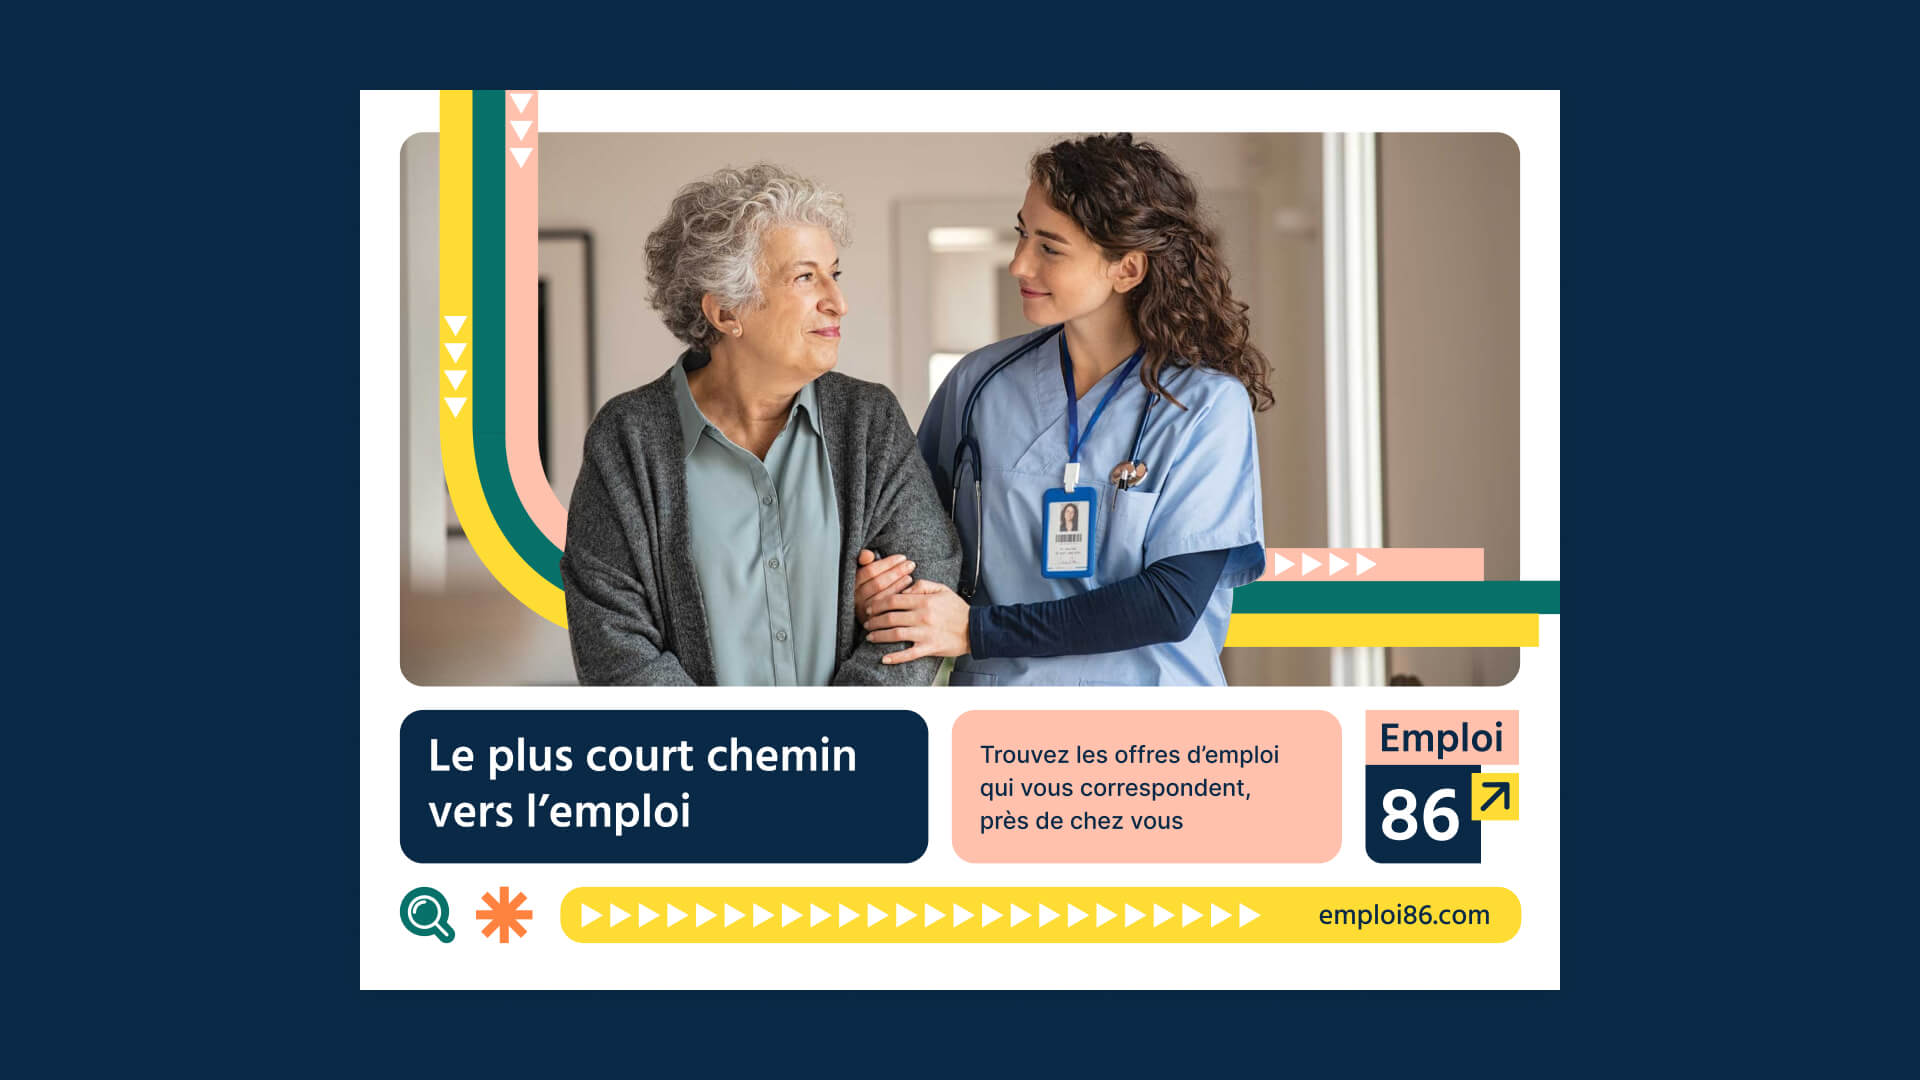 Le plus court chemin
vers l’emploi
Trouvez les offres d’emploi
qui vous correspondent,
près de chez vous
Emploi
86
emploi86.com